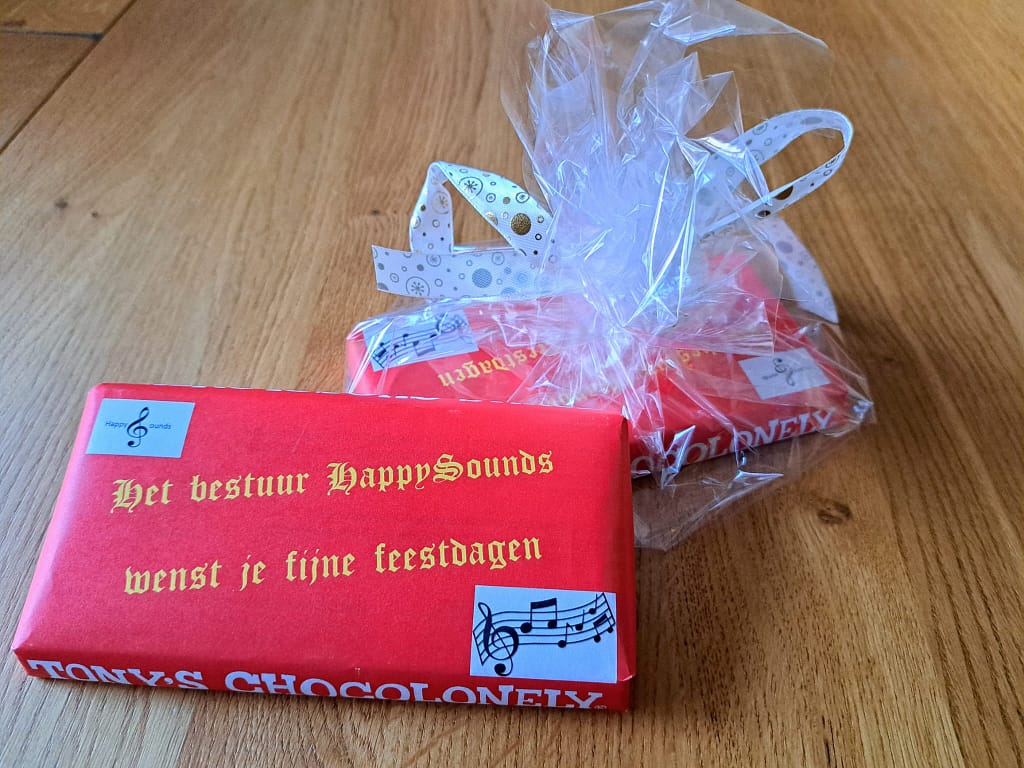 Happy Sounds
Het bestuur HappySounds
wenst je fijne feestdagen
TONY'S CHOCOLONELY
feestdagen
CHOCOLONELY